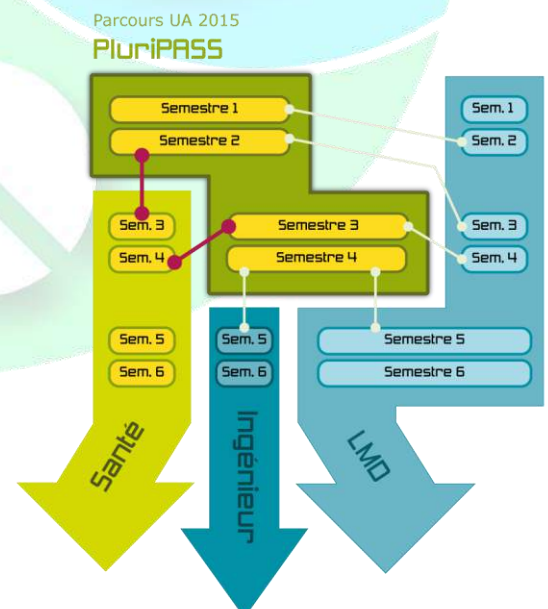 Parcours UA 2015
PluriPASS
Semestre 1
Semestre 2
Sem. 1
Sem. 2
Sem. 3
Sem. 4
Semestre 3
Semestre 4
Sem. 3
Sem. 4
Sem. 5
Sem. 6
Sem. 5
Sem. 6
Semestre 5
Semestre 6
Santé
Ingénieur
LMD